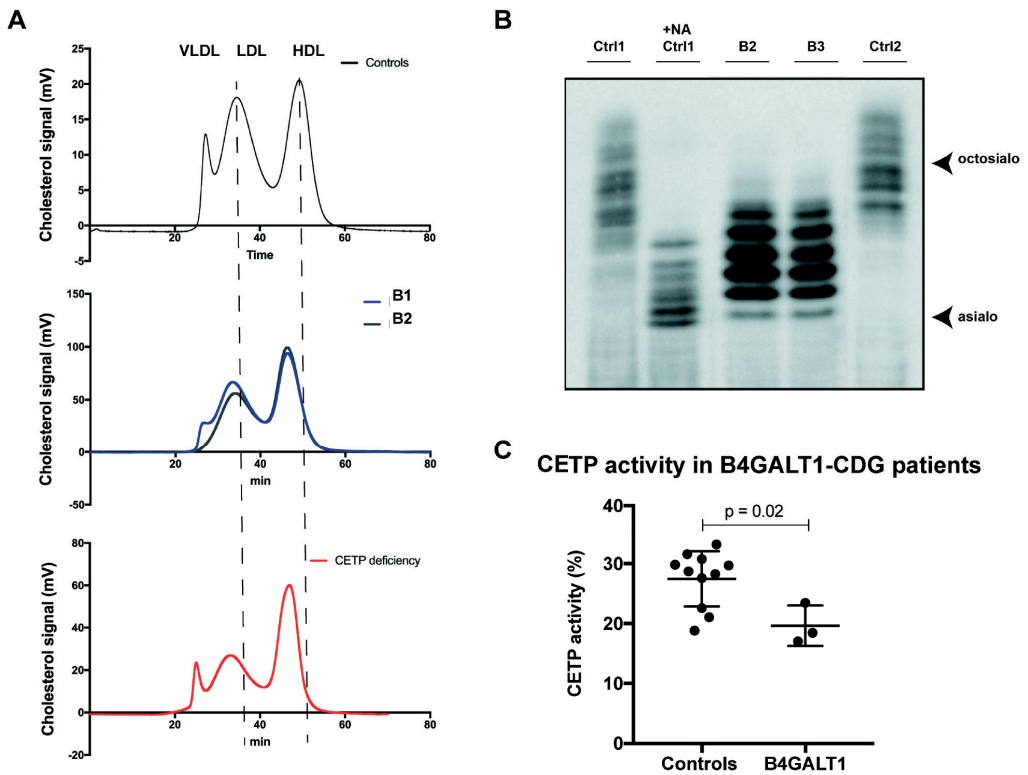 A
VLDL LDL HDL
Controls
Cholesterol signal (mV)
25
20
15
10
5
0
-5
20 40 60 80
Time
B1
B2
Cholesterol signal (mV)
150
100
50
0
-50
20 40 60 80
min
CETP deficiency
Cholesterol signal (mV)
80
60
40
20
0
-20
20 40 60 80
min
B
+NA
Ctrl1 Ctrl1 B2 B3 Ctrl2
octosialo
asialo
C
CETP activity in B4GALT1-CDG patients
p = 0.02
CETP activity (%)
40
30
20
10
0
Controls B4GALT1